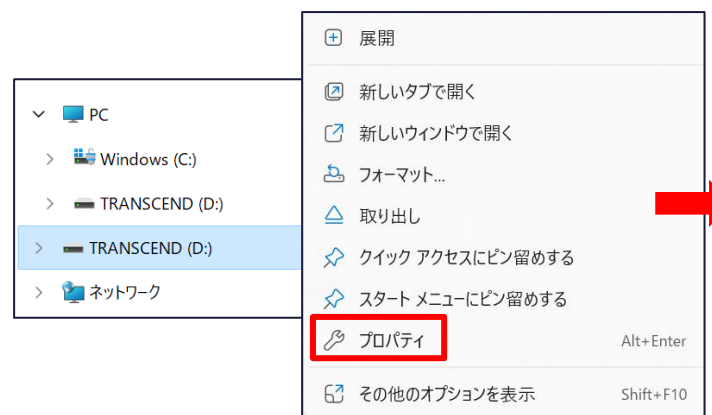 PC
Windows (C:)
TRANSCEND (D:)
TRANSCEND (D:)
ネットワーク
展開
新しいタブで開く
新しいウィンドウで開く
フォーマット...
取り出し
クイック アクセスにピン留めする
スタート メニューにピン留めする
プロパティ Alt+Enter
その他のオプションを表示 Shift+F10